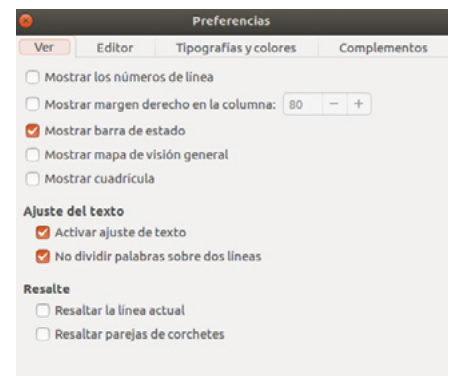 Preferencias
Ver Editor Tipografías y colores Complementos
Mostrar los números de línea
Mostrar margen derecho en la columna: 80 − +
Mostrar barra de estado
Mostrar mapa de visión general
Mostrar cuadrícula
Ajuste del texto
Activar ajuste de texto
No dividir palabras sobre dos líneas
Resalte
Resaltar la línea actual
Resaltar parejas de corchetes